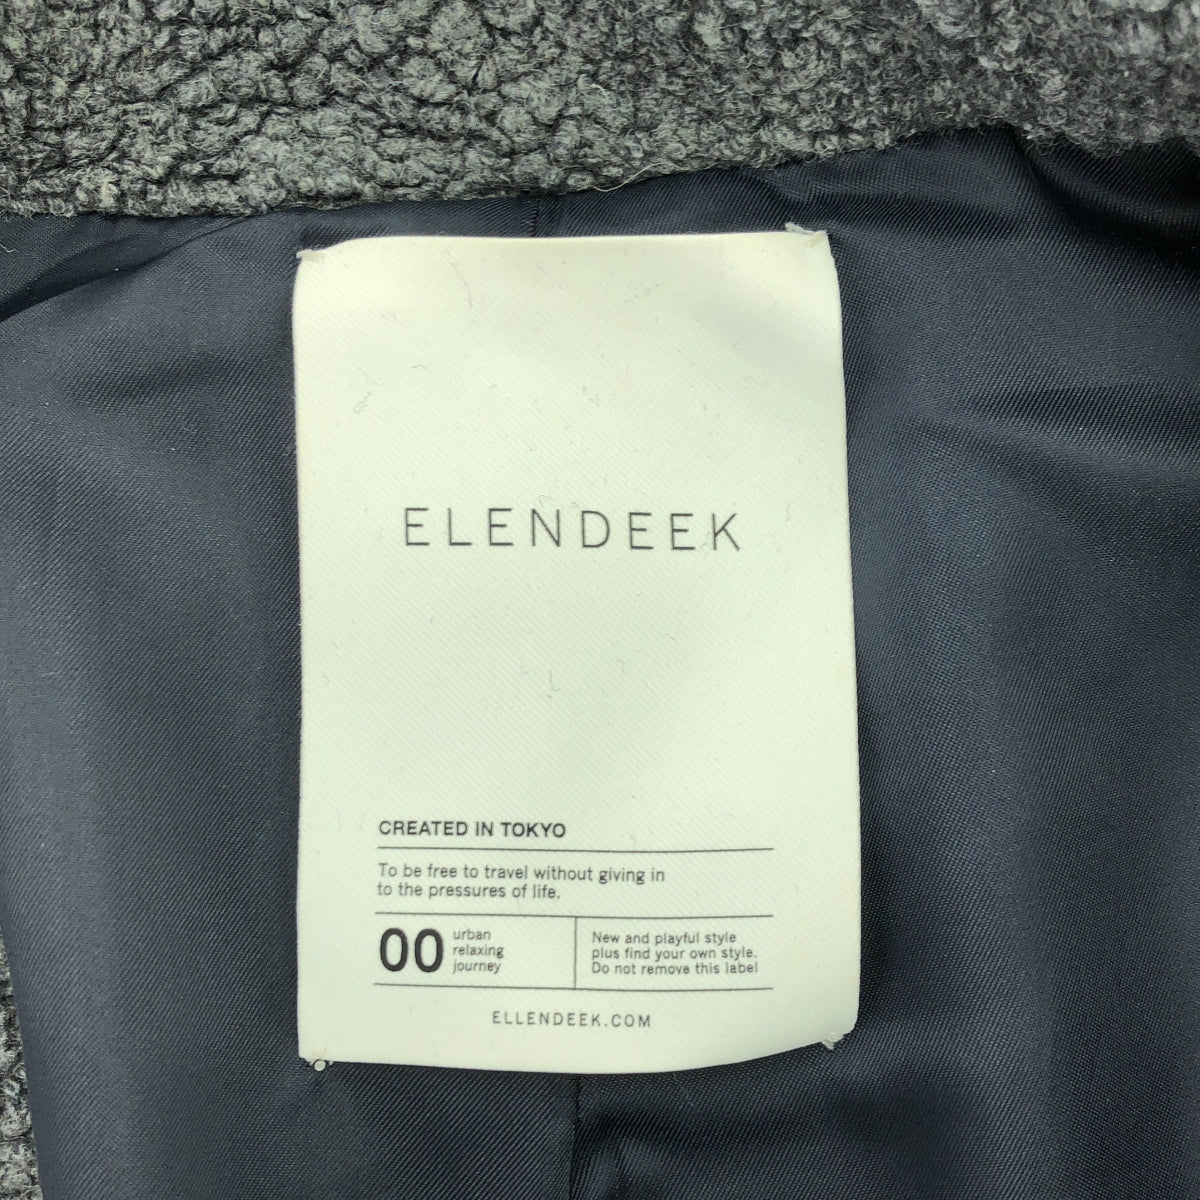 ELENDEEK
CREATED IN TOKYO
To be free to travel without giving in
to the pressures of life.
00
urban
relaxing
journey
New and playful style
plus find your own style.
Do not remove this label
ELLENDEEK.COM